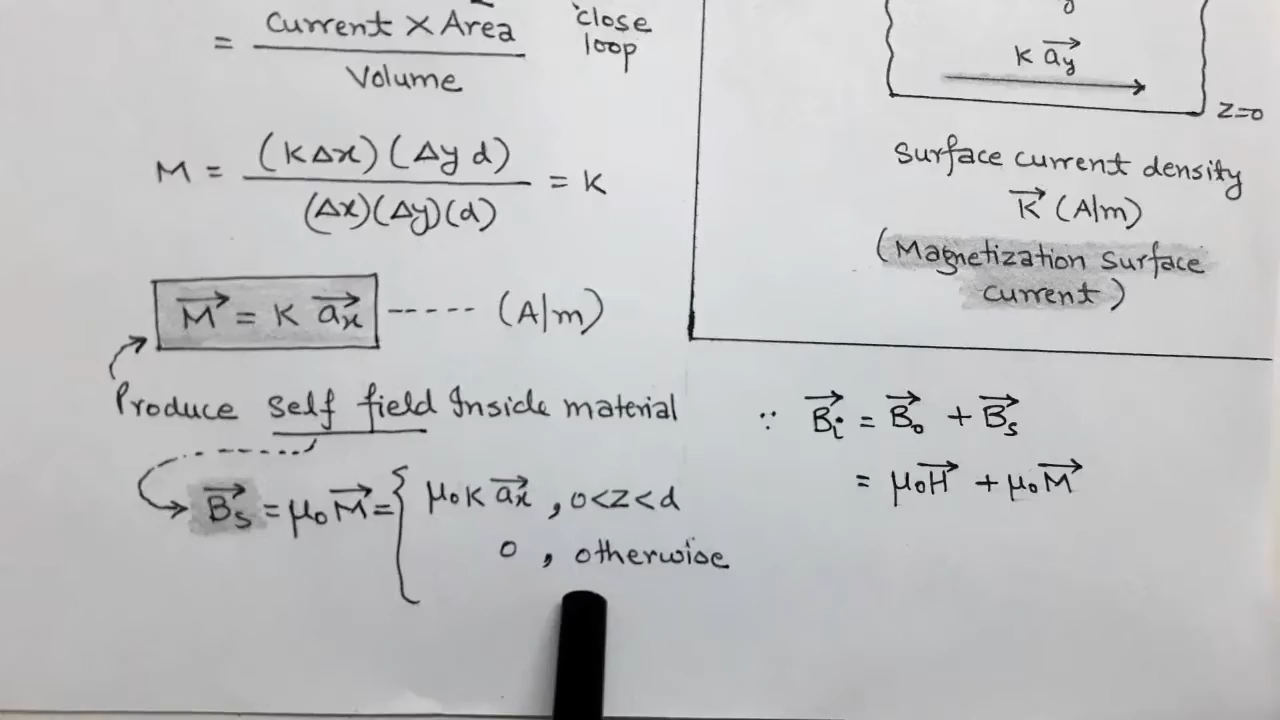 = Current × Area / Volume
close
loop
M = (KΔx)(Δy d) / (Δx)(Δy)(d) = K
M⃗ = K a⃗x ----- (A/m)
Produce self field Inside material
B⃗s = μ₀M⃗ = { μ₀K a⃗x , 0<z<d
0 , otherwise
K a⃗y
z=0
Surface current density
K⃗ (A/m)
(Magnetization surface
current)
∵ B⃗i = B⃗₀ + B⃗s
= μ₀H⃗ + μ₀M⃗